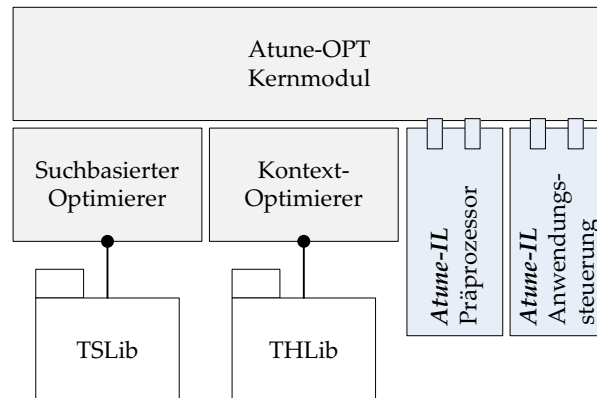 Atune-OPT
Kernmodul
Suchbasierter
Optimierer
Kontext-
Optimierer
Atune-IL
Präprozessor
Atune-IL
Anwendungs-
steuerung
TSLib
THLib